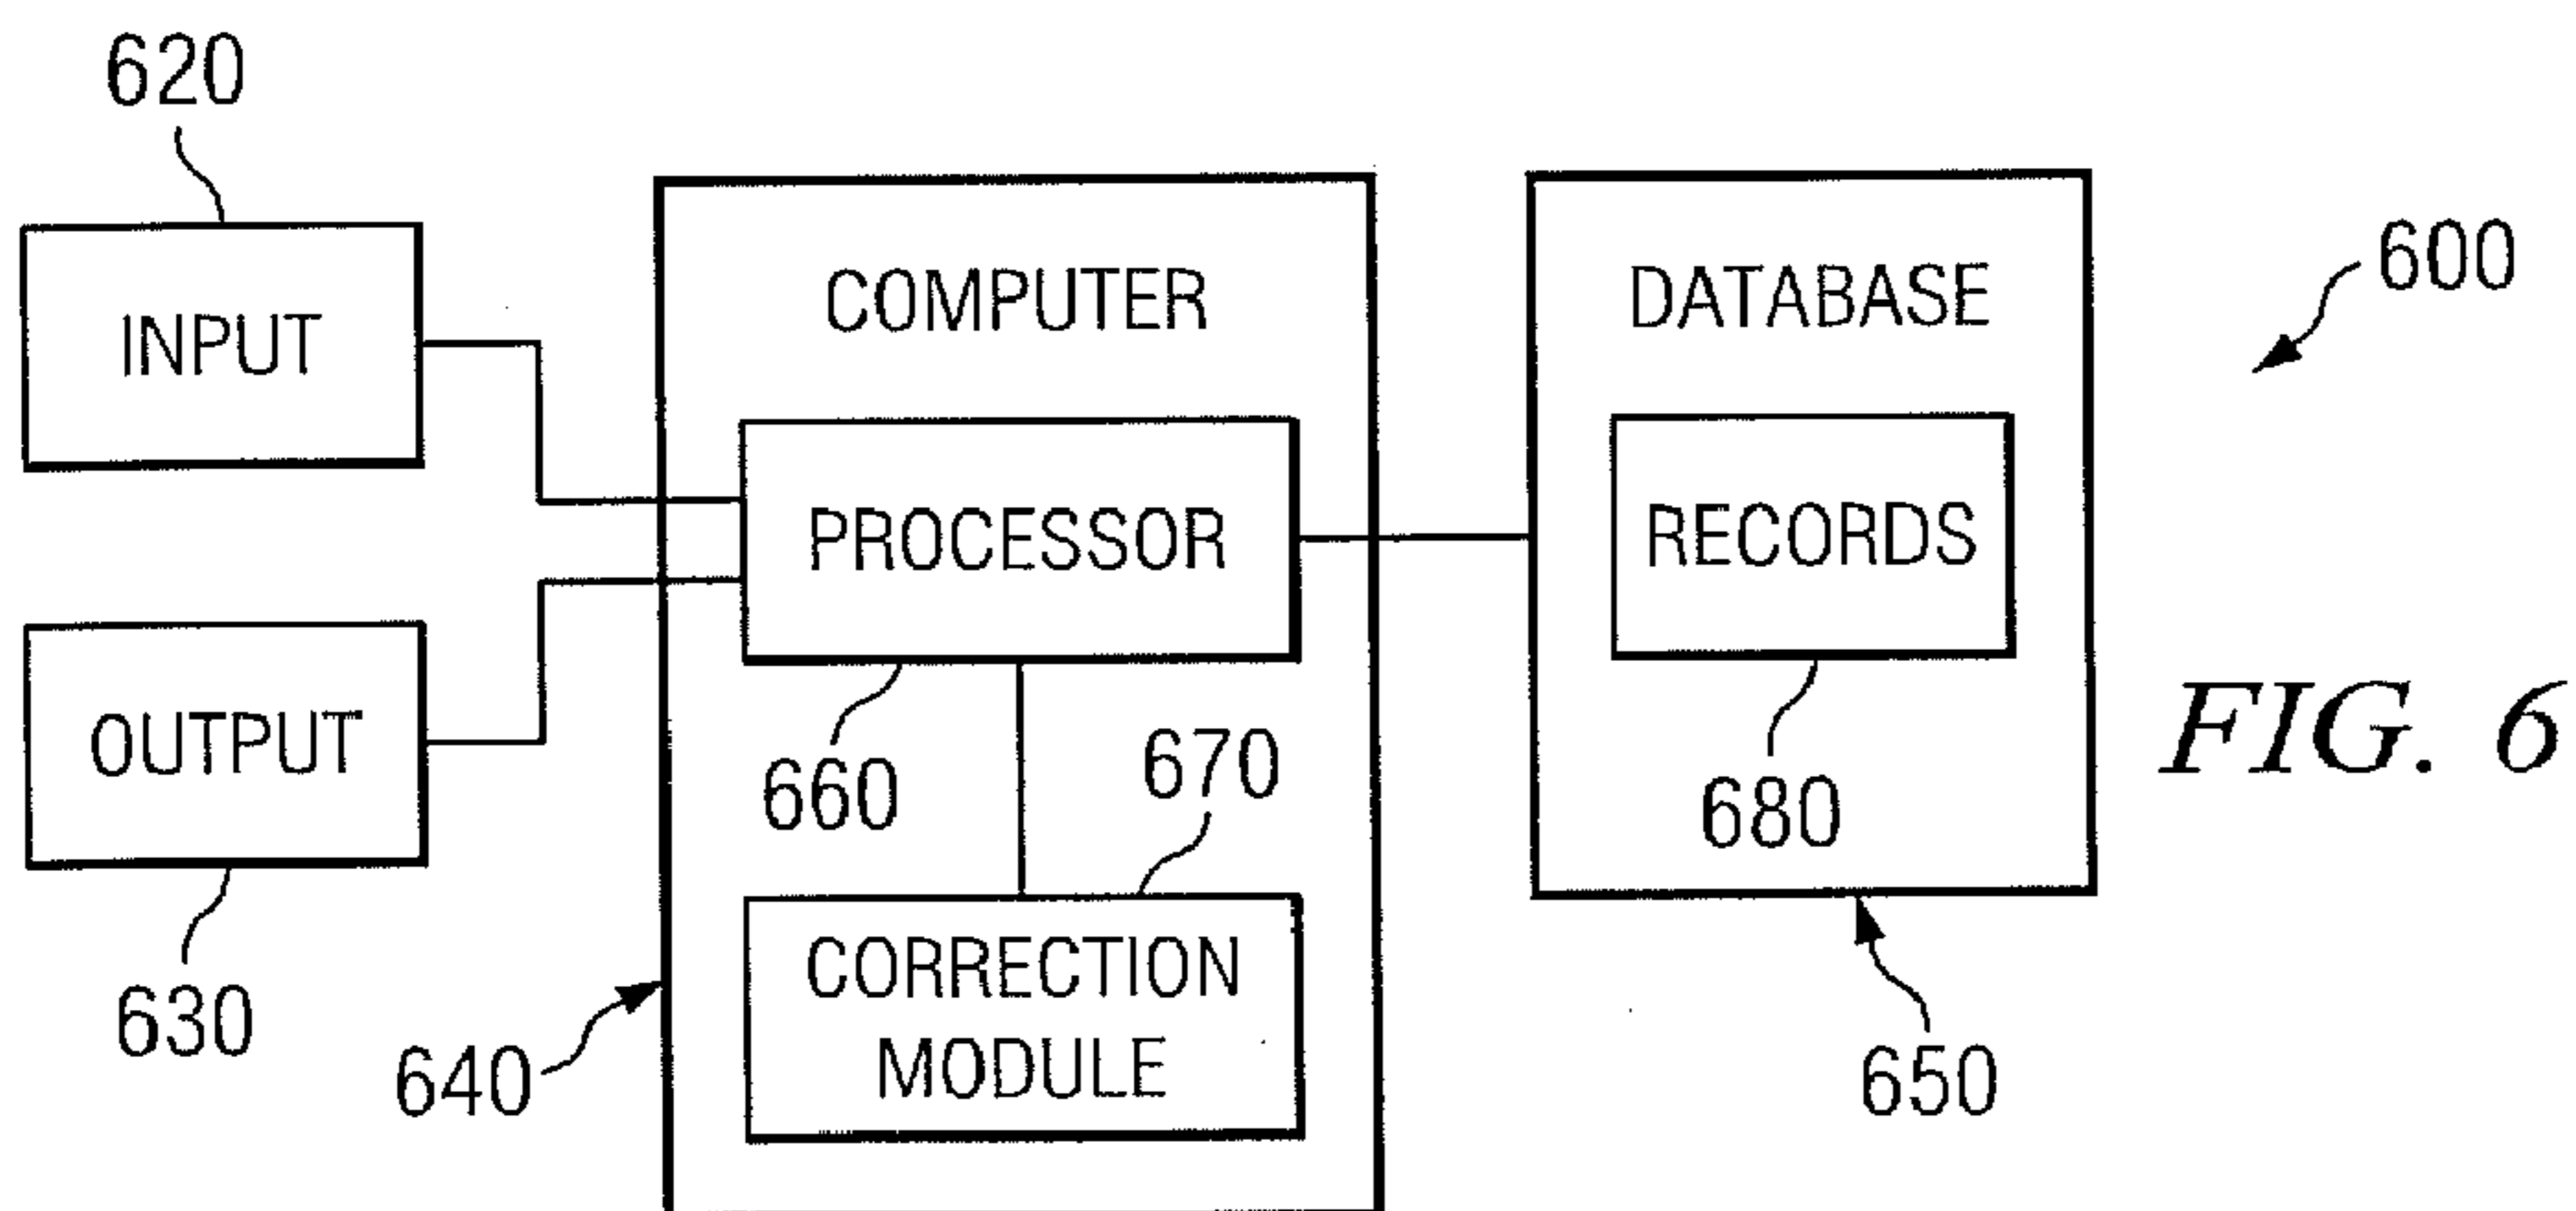 620
INPUT
OUTPUT
630
COMPUTER
PROCESSOR
660
670
CORRECTION
MODULE
640
DATABASE
RECORDS
680
650
600
FIG. 6